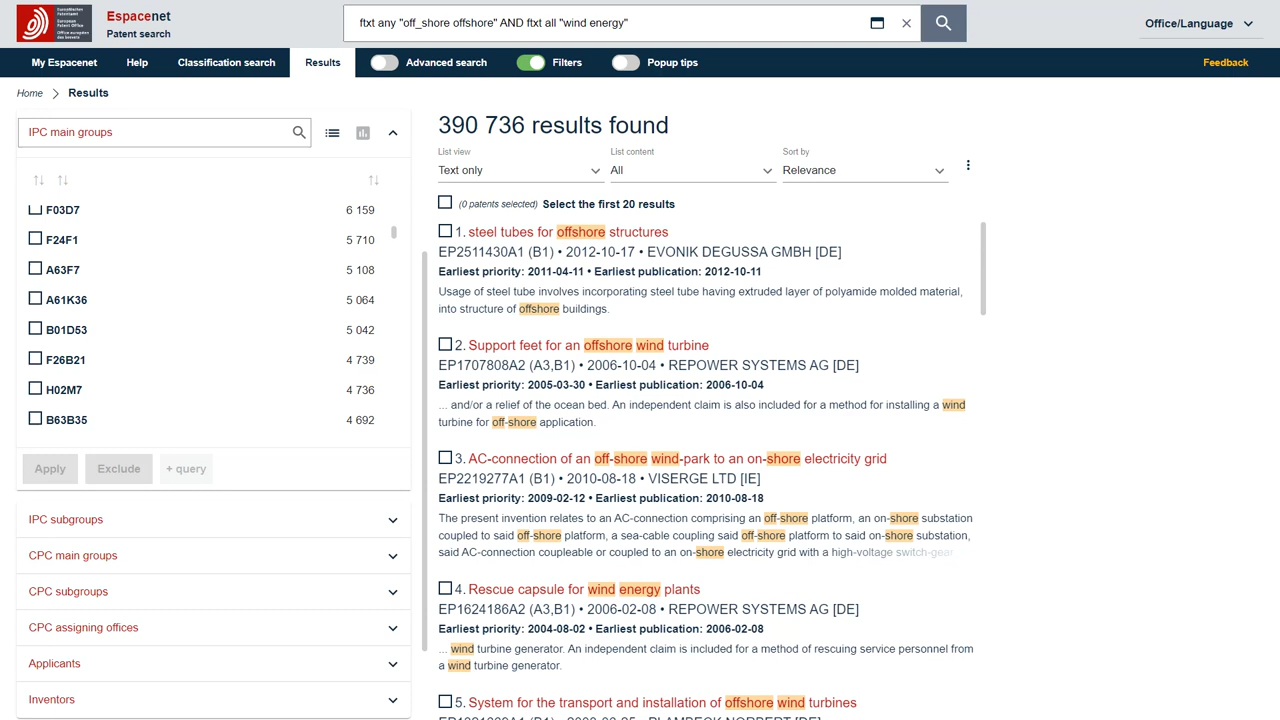 Europäisches
Patentamt
European
Patent Office
Office européen
des brevets
Espacenet
Patent search
ftxt any "off_shore offshore" AND ftxt all "wind energy"
Office/Language
My Espacenet
Help
Classification search
Results
Advanced search
Filters
Popup tips
Feedback
Home
Results
IPC main groups
F03D7 6 159
F24F1 5 710
A63F7 5 108
A61K36 5 064
B01D53 5 042
F26B21 4 739
H02M7 4 736
B63B35 4 692
Apply Exclude + query
IPC subgroups
CPC main groups
CPC subgroups
CPC assigning offices
Applicants
Inventors
390 736 results found
List view List content Sort by
Text only All Relevance
(0 patents selected) Select the first 20 results
1. steel tubes for offshore structures
EP2511430A1 (B1) • 2012-10-17 • EVONIK DEGUSSA GMBH [DE]
Earliest priority: 2011-04-11 • Earliest publication: 2012-10-11
Usage of steel tube involves incorporating steel tube having extruded layer of polyamide molded material,
into structure of offshore buildings.
2. Support feet for an offshore wind turbine
EP1707808A2 (A3,B1) • 2006-10-04 • REPOWER SYSTEMS AG [DE]
Earliest priority: 2005-03-30 • Earliest publication: 2006-10-04
... and/or a relief of the ocean bed. An independent claim is also included for a method for installing a wind
turbine for off-shore application.
3. AC-connection of an off-shore wind-park to an on-shore electricity grid
EP2219277A1 (B1) • 2010-08-18 • VISERGE LTD [IE]
Earliest priority: 2009-02-12 • Earliest publication: 2010-08-18
The present invention relates to an AC-connection comprising an off-shore platform, an on-shore substation
coupled to said off-shore platform, a sea-cable coupling said off-shore platform to said on-shore substation,
said AC-connection coupleable or coupled to an on-shore electricity grid with a high-voltage switch-gear
4. Rescue capsule for wind energy plants
EP1624186A2 (A3,B1) • 2006-02-08 • REPOWER SYSTEMS AG [DE]
Earliest priority: 2004-08-02 • Earliest publication: 2006-02-08
... wind turbine generator. An independent claim is included for a method of rescuing service personnel from
a wind turbine generator.
5. System for the transport and installation of offshore wind turbines